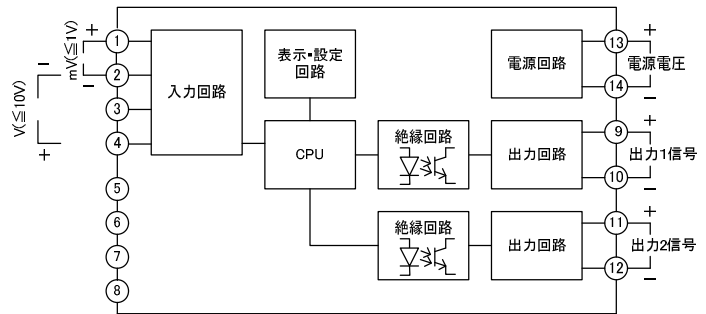 V(≦10V)
−
+
mV(≦1V)
+
−
1
2
3
4
5
6
7
8
入力回路
表示・設定
回路
CPU
絶縁回路
絶縁回路
電源回路
出力回路
出力回路
13
14
9
10
11
12
+
電源電圧
−
+
出力1信号
−
+
出力2信号
−